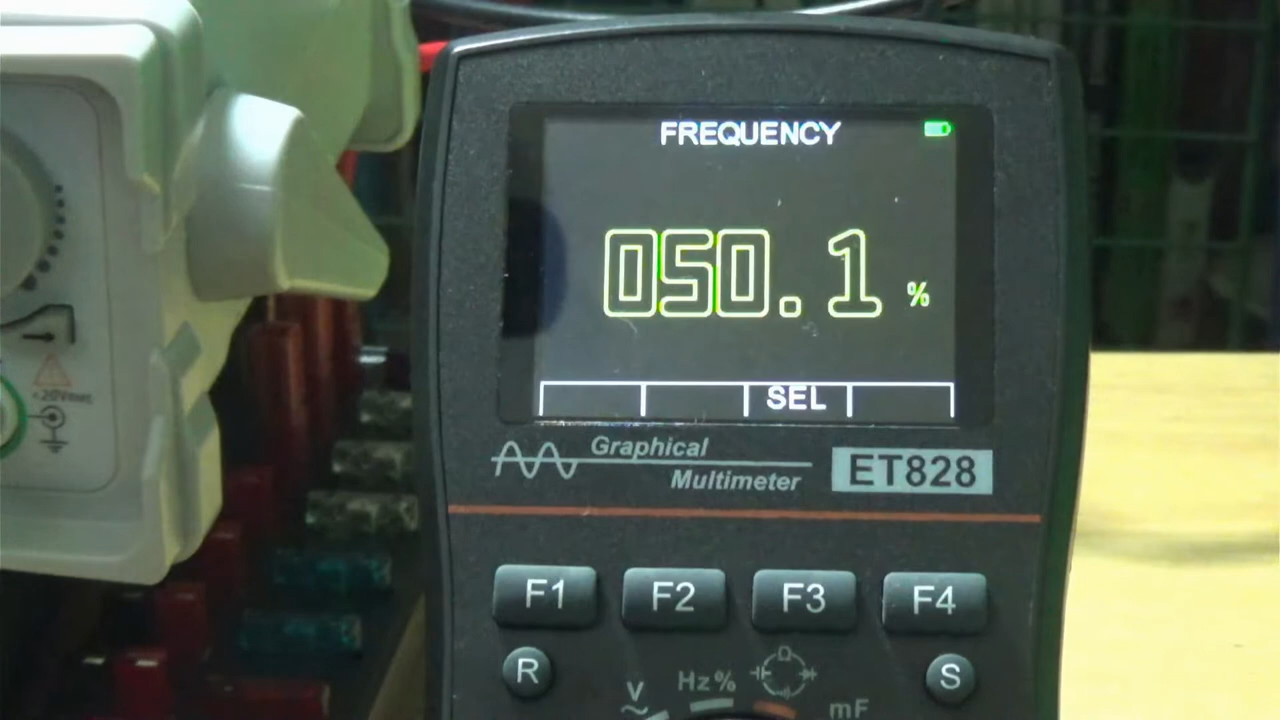 FREQUENCY
050.1 %
SEL
Graphical
Multimeter
ET828
F1 F2 F3 F4
R S
V Hz% Ω mF